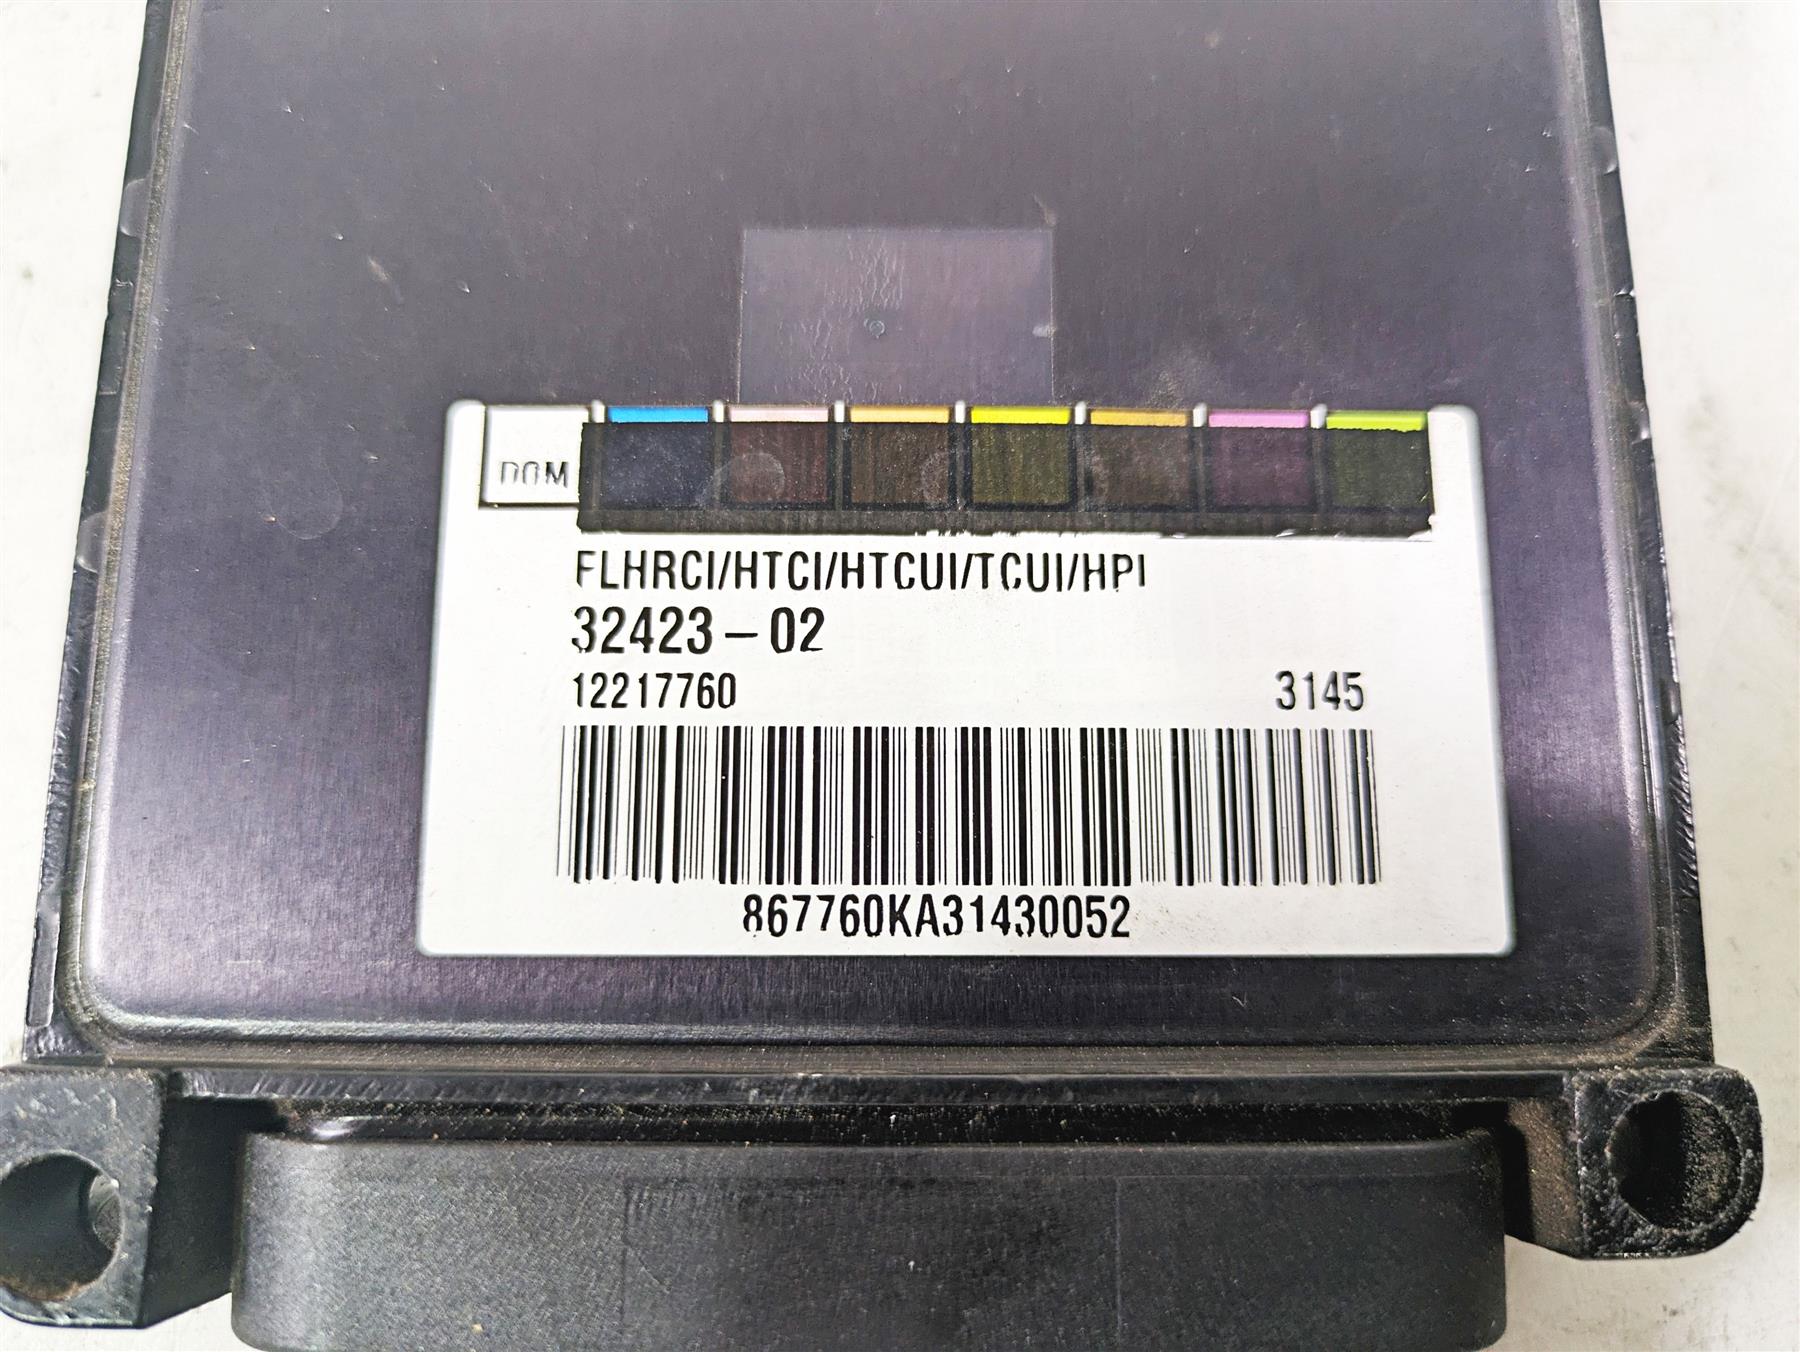 DOM
FLHRCI/HTCI/HTCUI/TCUI/HPI
32423-02
12217760 3145
867760KA31430052